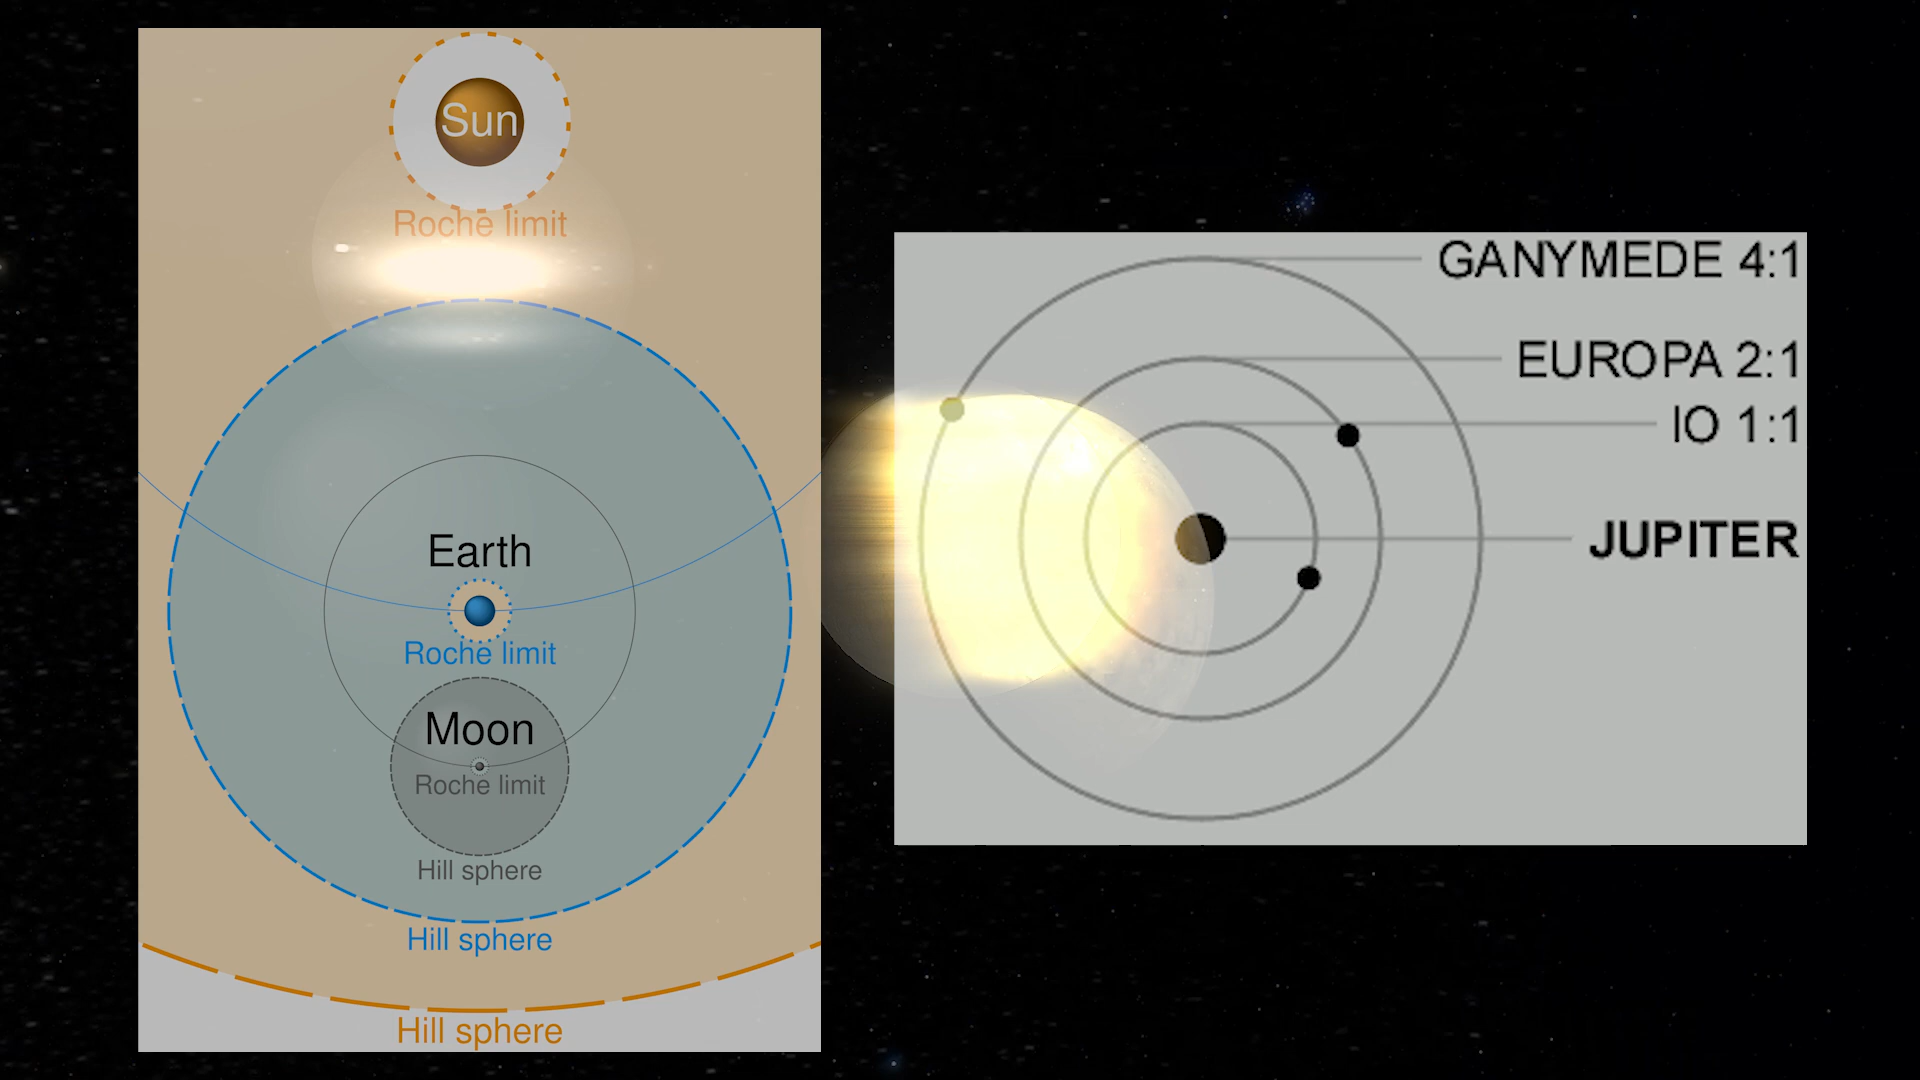 Sun
Roche limit
Earth
Roche limit
Moon
Roche limit
Hill sphere
Hill sphere
Hill sphere
GANYMEDE 4:1
EUROPA 2:1
IO 1:1
JUPITER